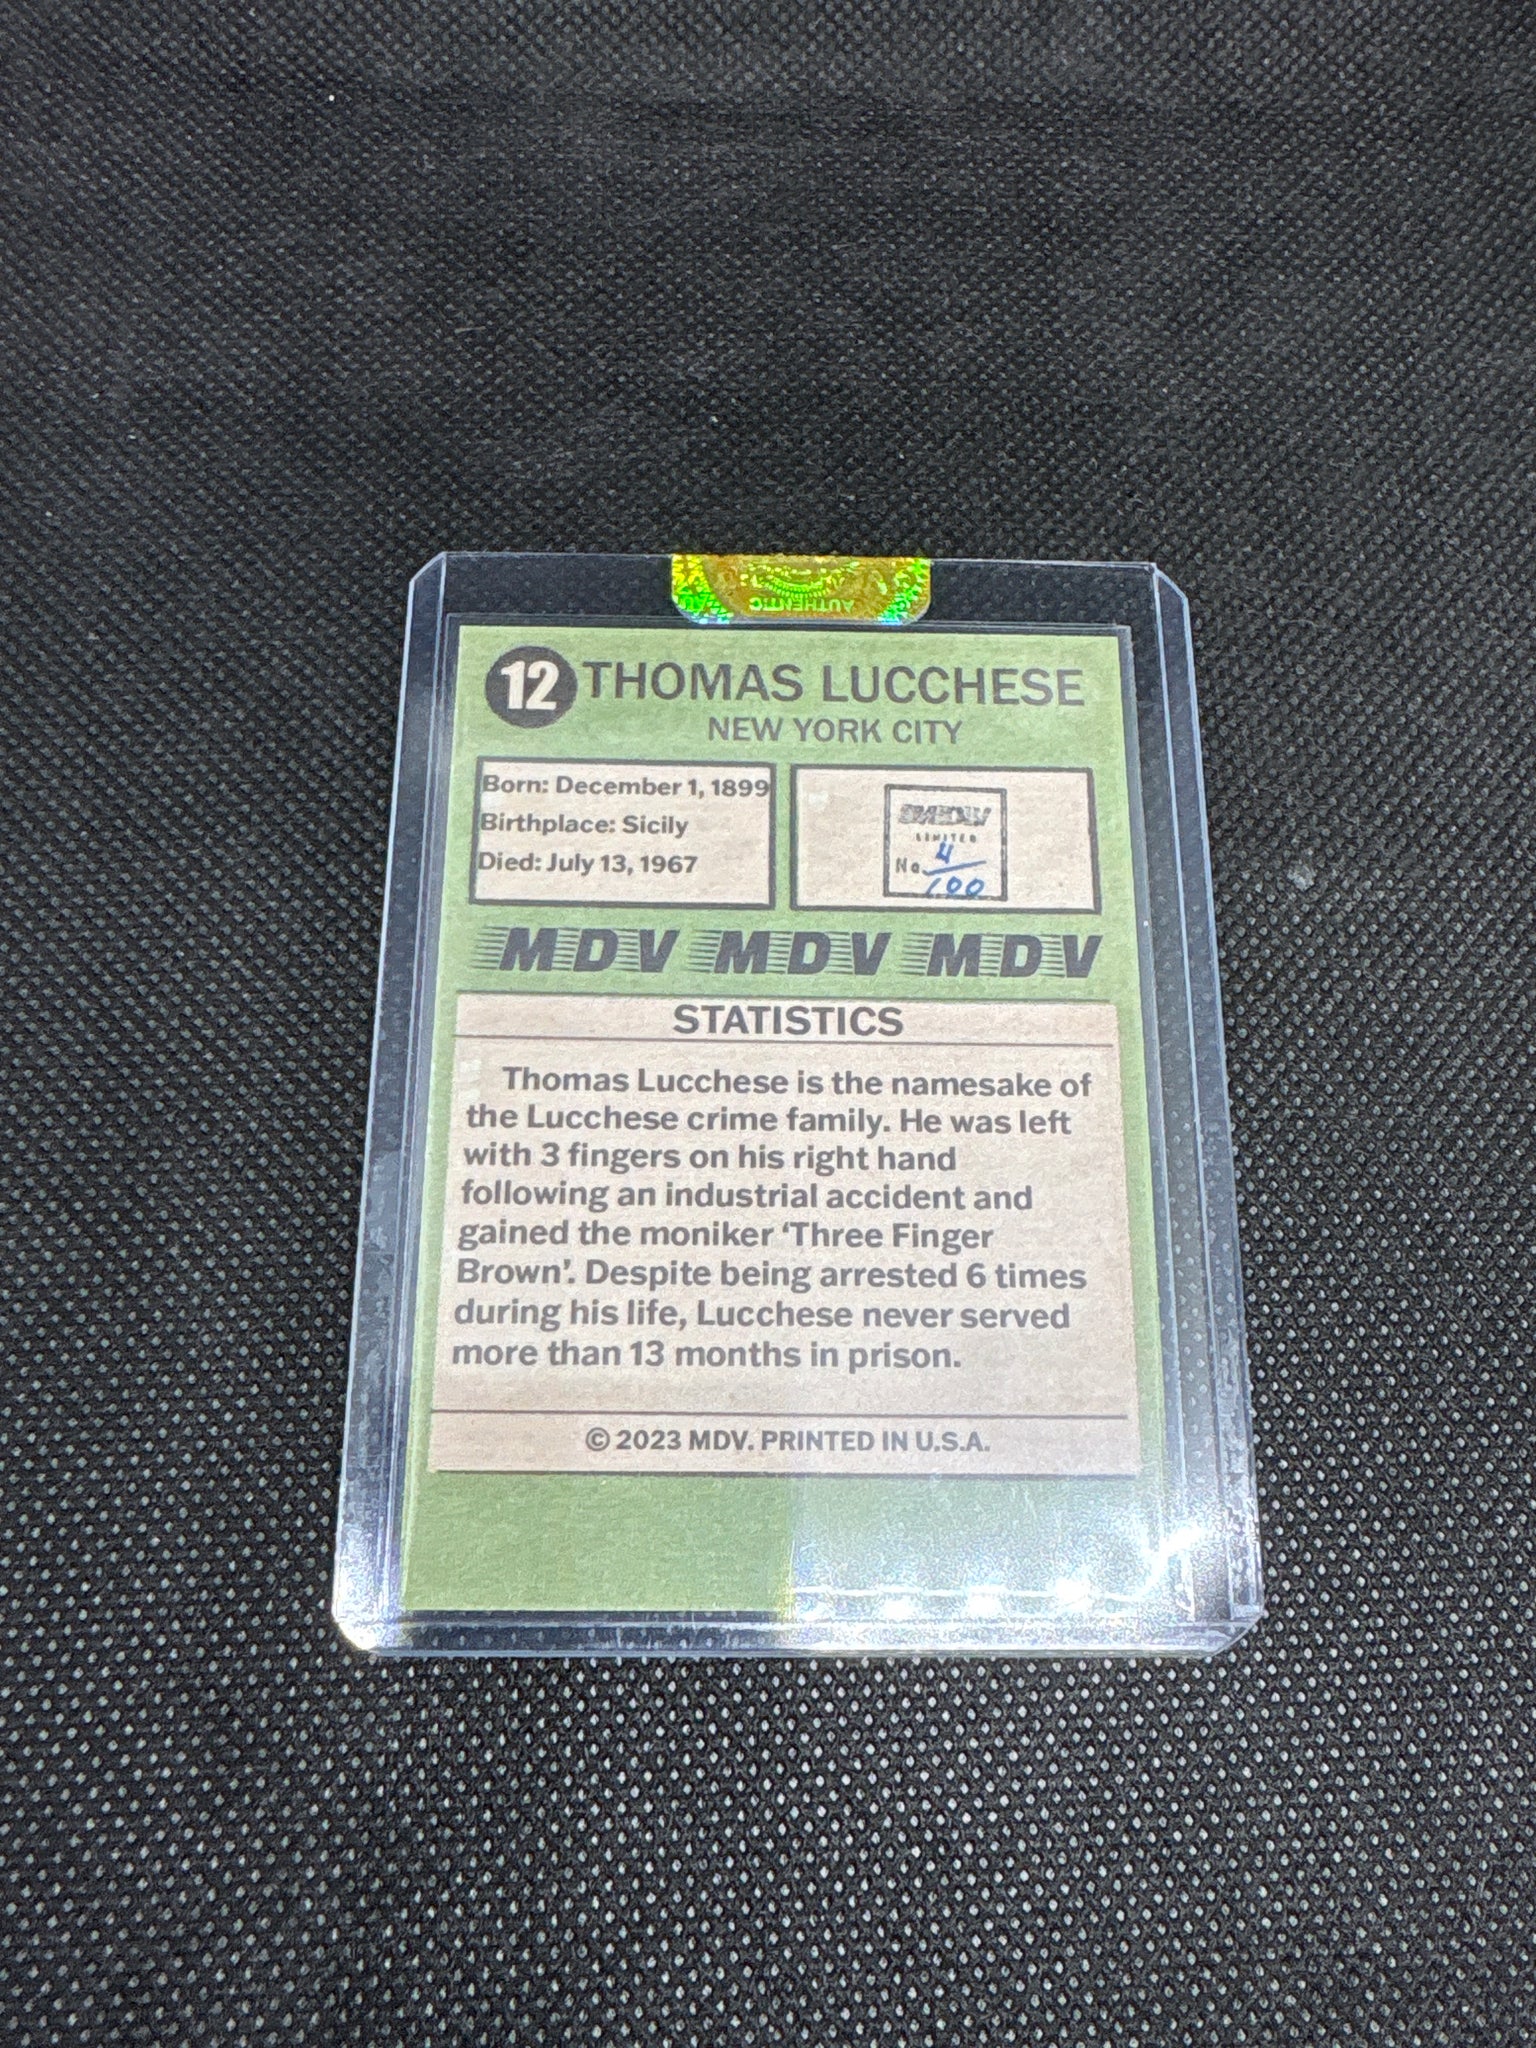 AUTHENTIC
12 THOMAS LUCCHESE
NEW YORK CITY
Born: December 1, 1899
Birthplace: Sicily
Died: July 13, 1967
LIMITED
No. 4/100
MDV MDV MDV
STATISTICS
Thomas Lucchese is the namesake of
the Lucchese crime family. He was left
with 3 fingers on his right hand
following an industrial accident and
gained the moniker ‘Three Finger
Brown’. Despite being arrested 6 times
during his life, Lucchese never served
more than 13 months in prison.
© 2023 MDV. PRINTED IN U.S.A.